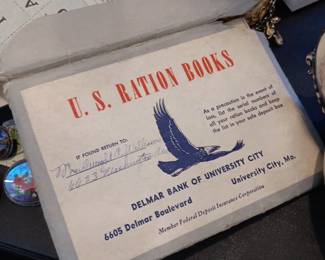 U. S. RATION BOOKS
As a precaution in the event of
loss, list the serial numbers of
all your ration books and keep
the list in your safe deposit box.
IF FOUND RETURN TO:
6033 Washington
DELMAR BANK OF UNIVERSITY CITY
6605 Delmar Boulevard University City, Mo.
Member Federal Deposit Insurance Corporation